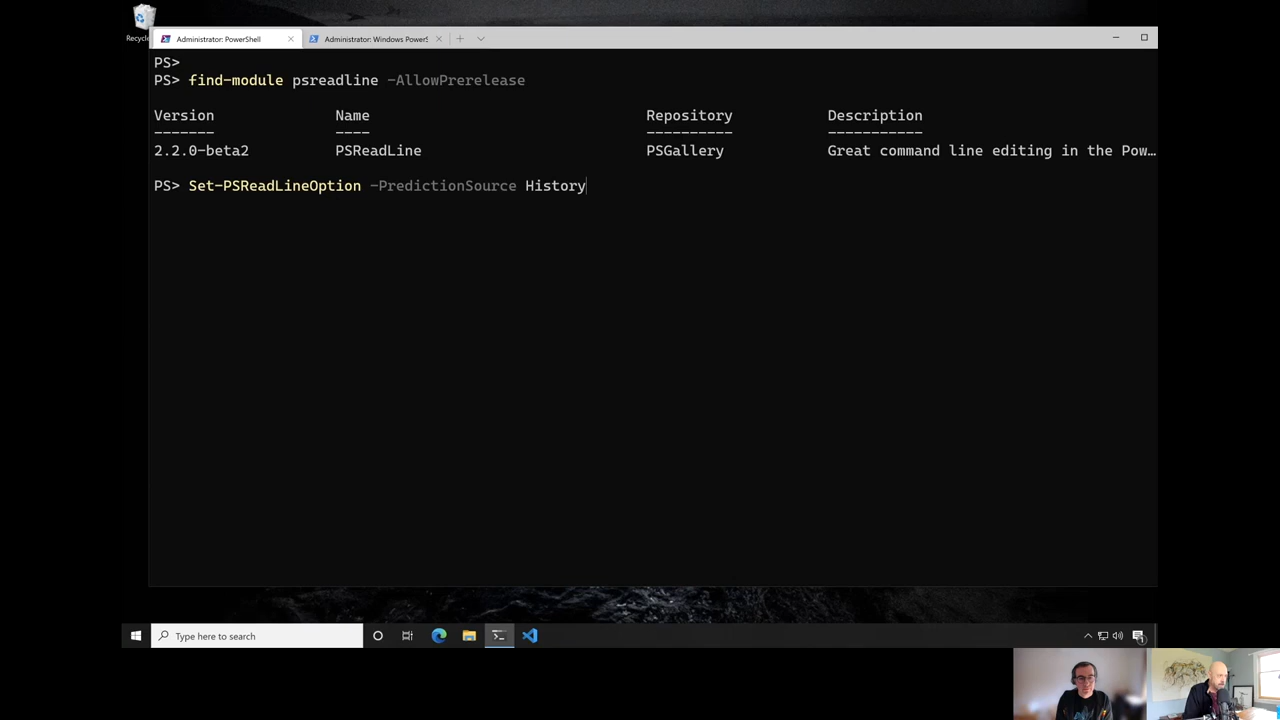 Recycle
Administrator: PowerShell
Administrator: Windows PowerS
PS>
PS> find-module psreadline -AllowPrerelease
Version Name Repository Description
------- ---- ---------- -----------
2.2.0-beta2 PSReadLine PSGallery Great command line editing in the Pow…
PS> Set-PSReadLineOption -PredictionSource History
Type here to search